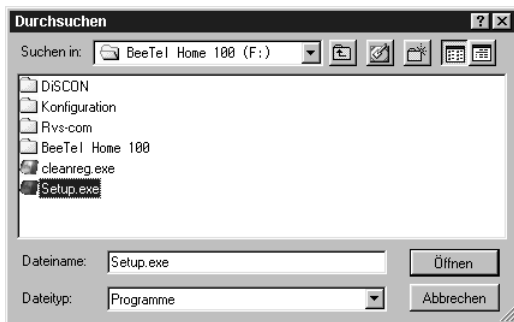 Durchsuchen
Suchen in: BeeTel Home 100 (F:)
DiSCON
Konfiguration
Rvs-com
BeeTel Home 100
cleanreg.exe
Setup.exe
Dateiname: Setup.exe Öffnen
Dateityp: Programme Abbrechen